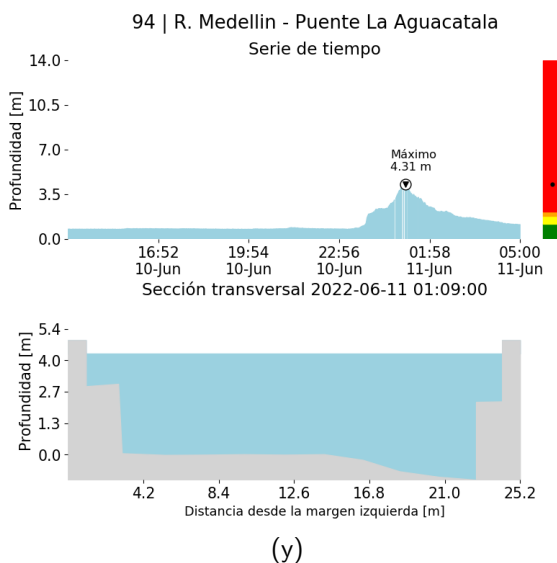 94 | R. Medellin - Puente La Aguacatala
Serie de tiempo
Profundidad [m]
14.0
10.5
7.0
3.5
0.0
Máximo
4.31 m
16:52 19:54 22:56 01:58 05:00
10-Jun 10-Jun 10-Jun 11-Jun 11-Jun
Sección transversal 2022-06-11 01:09:00
Profundidad [m]
5.4
4.0
2.7
1.3
0.0
4.2 8.4 12.6 16.8 21.0 25.2
Distancia desde la margen izquierda [m]
(y)